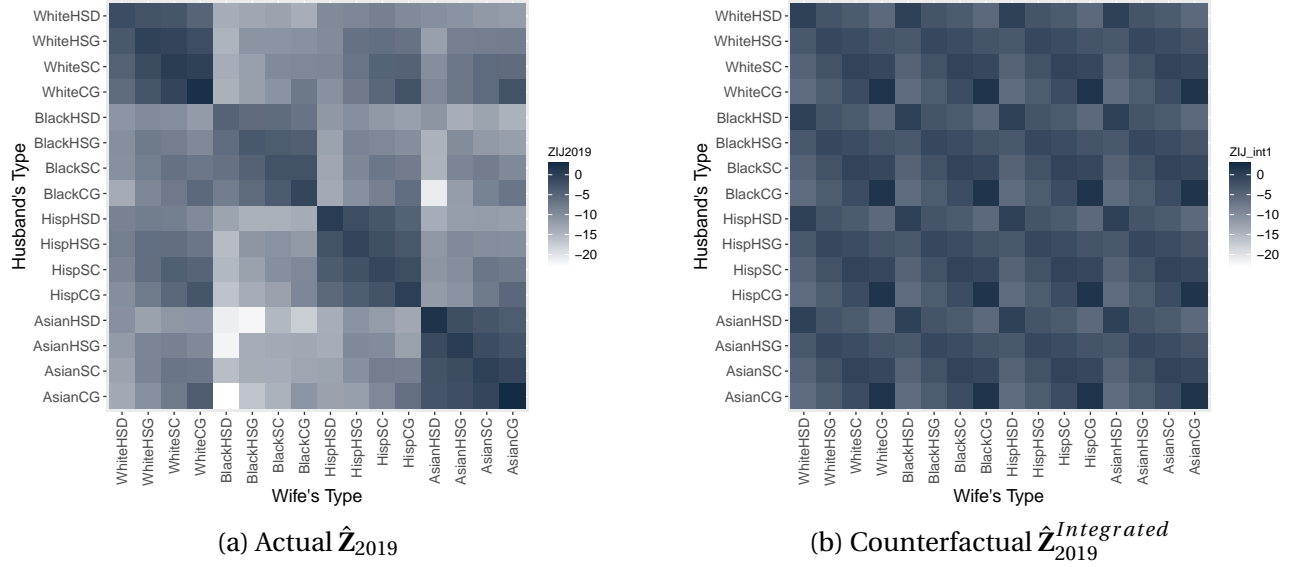 WhiteHSD
WhiteHSG
WhiteSC
WhiteCG
BlackHSD
BlackHSG
BlackSC
BlackCG
HispHSD
HispHSG
HispSC
HispCG
AsianHSD
AsianHSG
AsianSC
AsianCG
Husband's Type
WhiteHSD
WhiteHSG
WhiteSC
WhiteCG
BlackHSD
BlackHSG
BlackSC
BlackCG
HispHSD
HispHSG
HispSC
HispCG
AsianHSD
AsianHSG
AsianSC
AsianCG
Wife's Type
ZIJ2019
0
−5
−10
−15
−20
(a) Actual Ẑ₂₀₁₉
WhiteHSD
WhiteHSG
WhiteSC
WhiteCG
BlackHSD
BlackHSG
BlackSC
BlackCG
HispHSD
HispHSG
HispSC
HispCG
AsianHSD
AsianHSG
AsianSC
AsianCG
Husband's Type
WhiteHSD
WhiteHSG
WhiteSC
WhiteCG
BlackHSD
BlackHSG
BlackSC
BlackCG
HispHSD
HispHSG
HispSC
HispCG
AsianHSD
AsianHSG
AsianSC
AsianCG
Wife's Type
ZIJ_int1
0
−5
−10
−15
−20
(b) Counterfactual Ẑ₂₀₁₉^Integrated